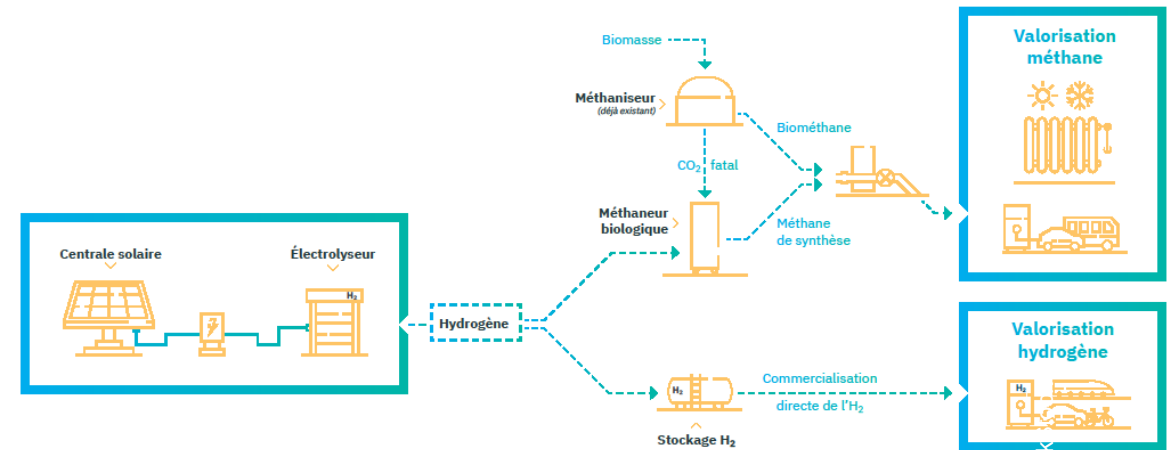 Biomasse
Méthaniseur
(déjà existant)
Biométhane
CO₂ fatal
Méthaneur
biologique
Méthane
de synthèse
Valorisation
méthane
Centrale solaire
Électrolyseur
H₂
Hydrogène
H₂
Stockage H₂
Commercialisation
directe de l'H₂
Valorisation
hydrogène
H₂